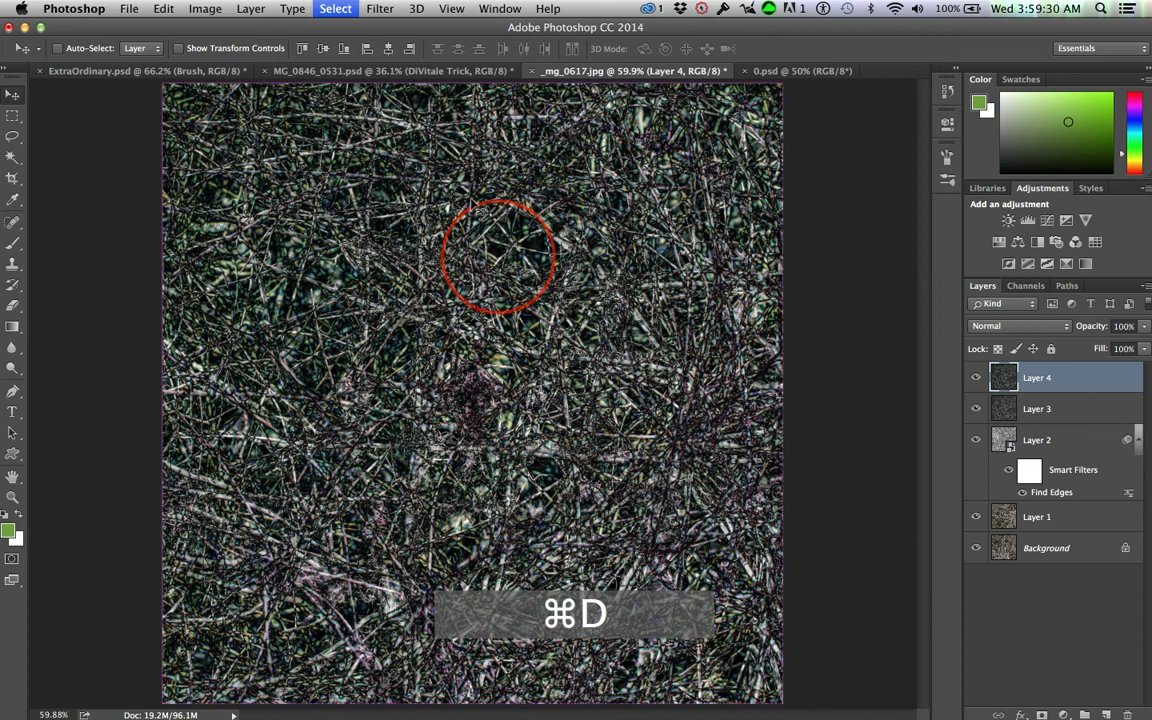 Photoshop File Edit Image Layer Type Select Filter 3D View Window Help 1 1 100% Wed 3:59:30 AM
Adobe Photoshop CC 2014
Auto-Select: Layer Show Transform Controls 3D Mode: Essentials
ExtraOrdinary.psd @ 66.2% (Brush, RGB/8) * MG_0846_0531.psd @ 36.1% (DiVitale Trick, RGB/8) * _mg_0617.jpg @ 59.9% (Layer 4, RGB/8) * 0.psd @ 50% (RGB/8*)
Color Swatches
Libraries Adjustments Styles
Add an adjustment
Layers Channels Paths
Kind
Normal Opacity: 100%
Lock: Fill: 100%
Layer 4
Layer 3
Layer 2
Smart Filters
Find Edges
Layer 1
Background
⌘D
59.88% Doc: 19.2M/96.1M